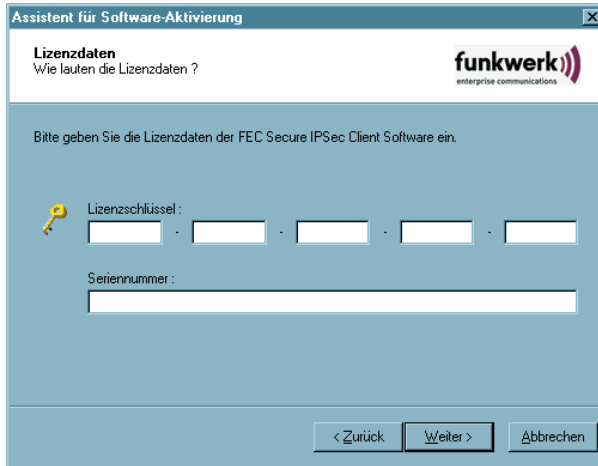 Assistent für Software-Aktivierung
Lizenzdaten
Wie lauten die Lizenzdaten ?
funkwerk
enterprise communications
Bitte geben Sie die Lizenzdaten der FEC Secure IPSec Client Software ein.
Lizenzschlüssel :
- - - -
Seriennummer :
< Zurück Weiter > Abbrechen